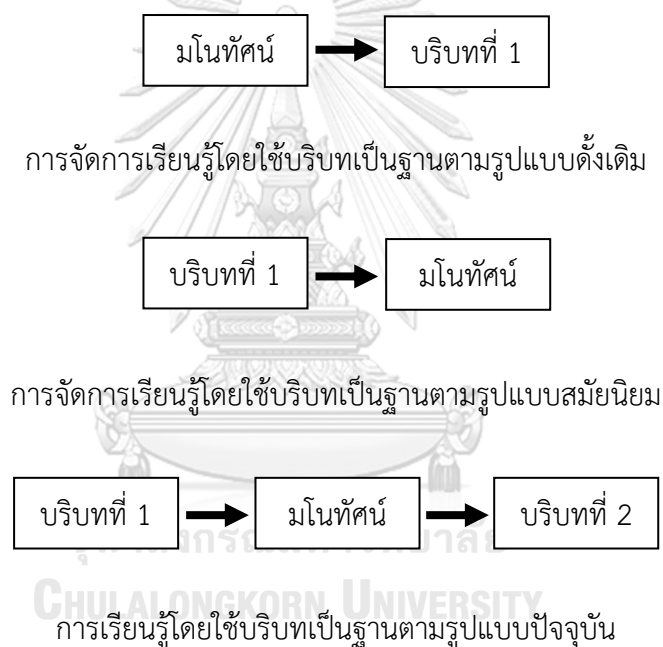 มโนทัศน์ บริบทที่ 1
การจัดการเรียนรู้โดยใช้บริบทเป็นฐานตามรูปแบบดั้งเดิม
บริบทที่ 1 มโนทัศน์
การจัดการเรียนรู้โดยใช้บริบทเป็นฐานตามรูปแบบสมัยนิยม
บริบทที่ 1 มโนทัศน์ บริบทที่ 2
CHULALONGKORN UNIVERSITY
การเรียนรู้โดยใช้บริบทเป็นฐานตามรูปแบบปัจจุบัน